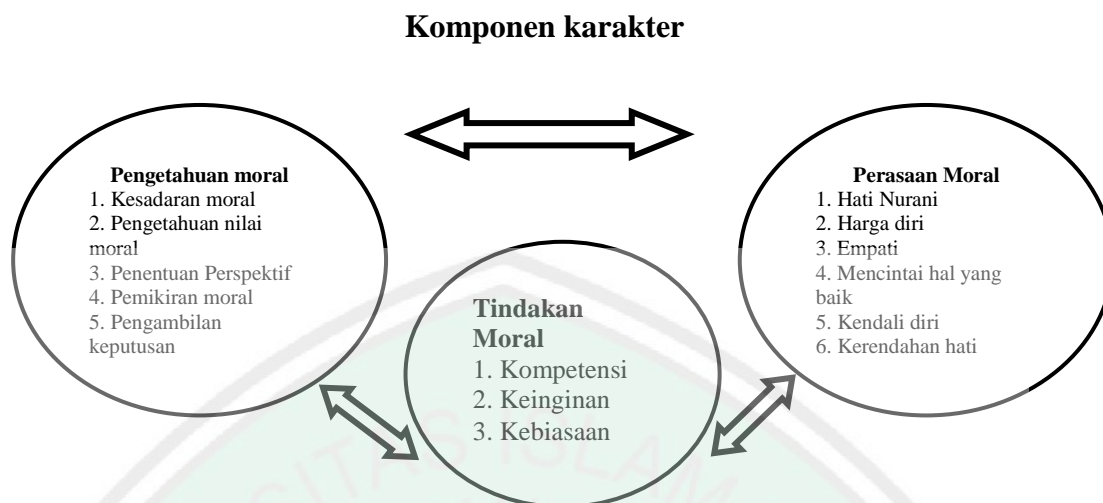 Komponen karakter
Pengetahuan moral
1. Kesadaran moral
2. Pengetahuan nilai
moral
3. Penentuan Perspektif
4. Pemikiran moral
5. Pengambilan
keputusan
Perasaan Moral
1. Hati Nurani
2. Harga diri
3. Empati
4. Mencintai hal yang
baik
5. Kendali diri
6. Kerendahan hati
Tindakan
Moral
1. Kompetensi
2. Keinginan
3. Kebiasaan
ITAS ISLAM